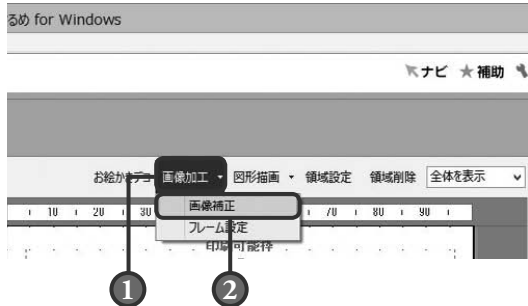 るめ for Windows
ナビ ★補助
お絵かきデコ 画像加工 ▾ 図形描画 ▾ 領域設定 領域削除 全体を表示
10 20 30 70 80 90
画像補正
フレーム設定
印刷可能枠
1 2